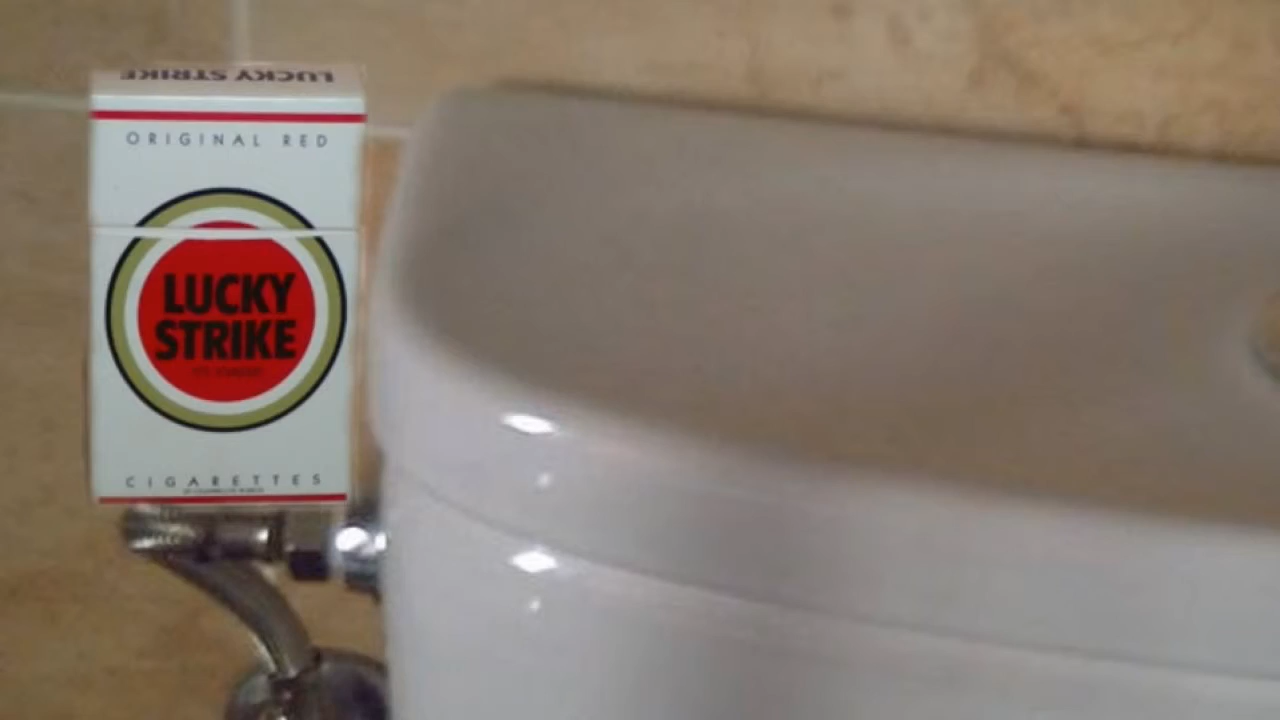 LUCKY STRIKE
ORIGINAL RED
LUCKY
STRIKE
CIGARETTES